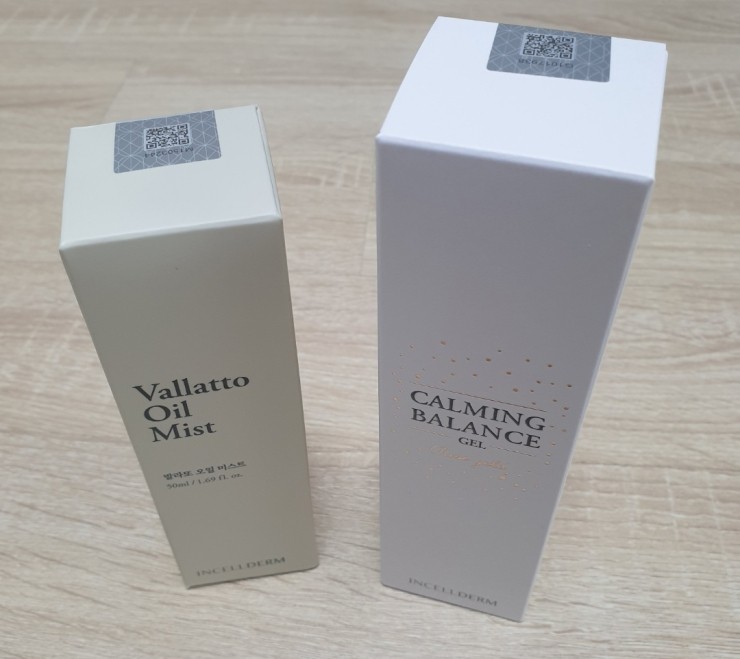 Vallatto
Oil
Mist
발라또 오일 미스트
50ml / 1.69 fl. oz.
INCELLDERM
CALMING
BALANCE
GEL
INCELLDERM